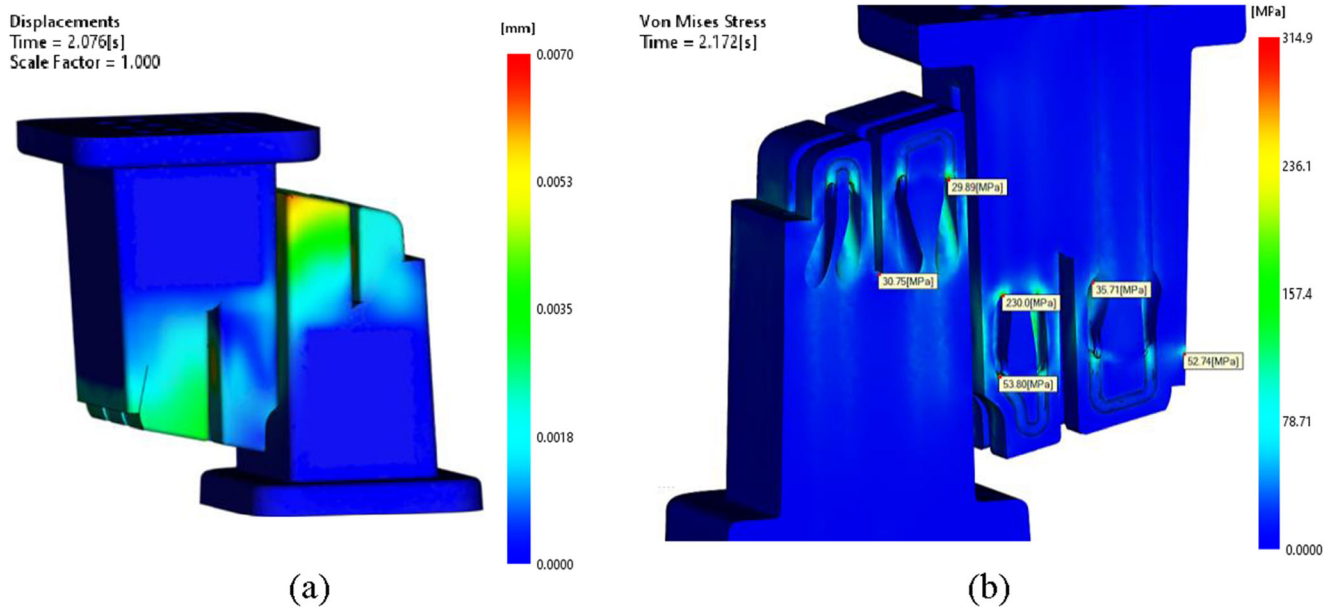 Displacements
Time = 2.076[s]
Scale Factor = 1.000
[mm]
0.0070
0.0053
0.0035
0.0018
0.0000
(a)
Von Mises Stress
Time = 2.172[s]
[MPa]
314.9
236.1
157.4
78.71
0.0000
29.89[MPa]
30.75[MPa]
230.0[MPa]
35.71[MPa]
52.74[MPa]
53.80[MPa]
(b)